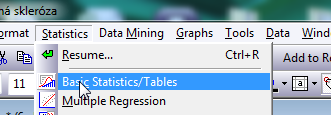 ná skleróza
ormat Statistics Data Mining Graphs Tools Data Window
Resume... Ctrl+R
Add to
11 Basic Statistics/Tables
Multiple Regression